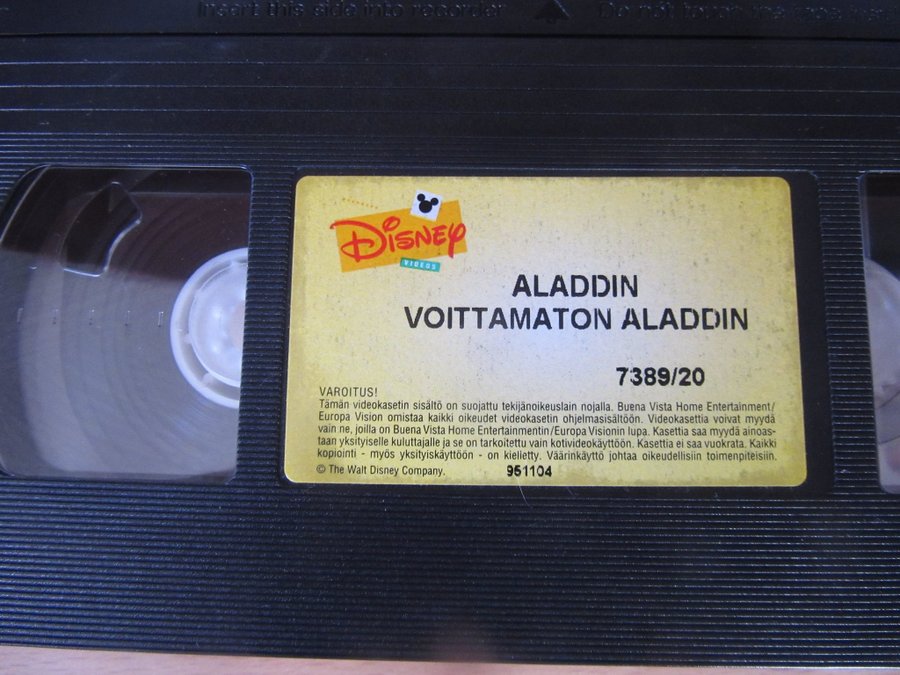 Insert this side into recorder
Do not touch the tape
DISNEY
VIDEOS
ALADDIN
VOITTAMATON ALADDIN
7389/20
VAROITUS!
Tämän videokasetin sisältö on suojattu tekijänoikeuslain nojalla. Buena Vista Home Entertainment/
Europa Vision omistaa kaikki oikeudet videokasetin ohjelmasisältöön. Videokasettia voivat myydä
vain ne, joilla on Buena Vista Home Entertainmentin/Europa Visionin lupa. Kasettia saa myydä ainoas-
taan yksityiselle kuluttajalle ja se on tarkoitettu vain kotivideokäyttöön. Kasettia ei saa vuokrata. Kaikki
kopiointi - myös yksityiskäyttöön - on kielletty. Väärinkäyttö johtaa oikeudellisiin toimenpiteisiin.
© The Walt Disney Company. 951104